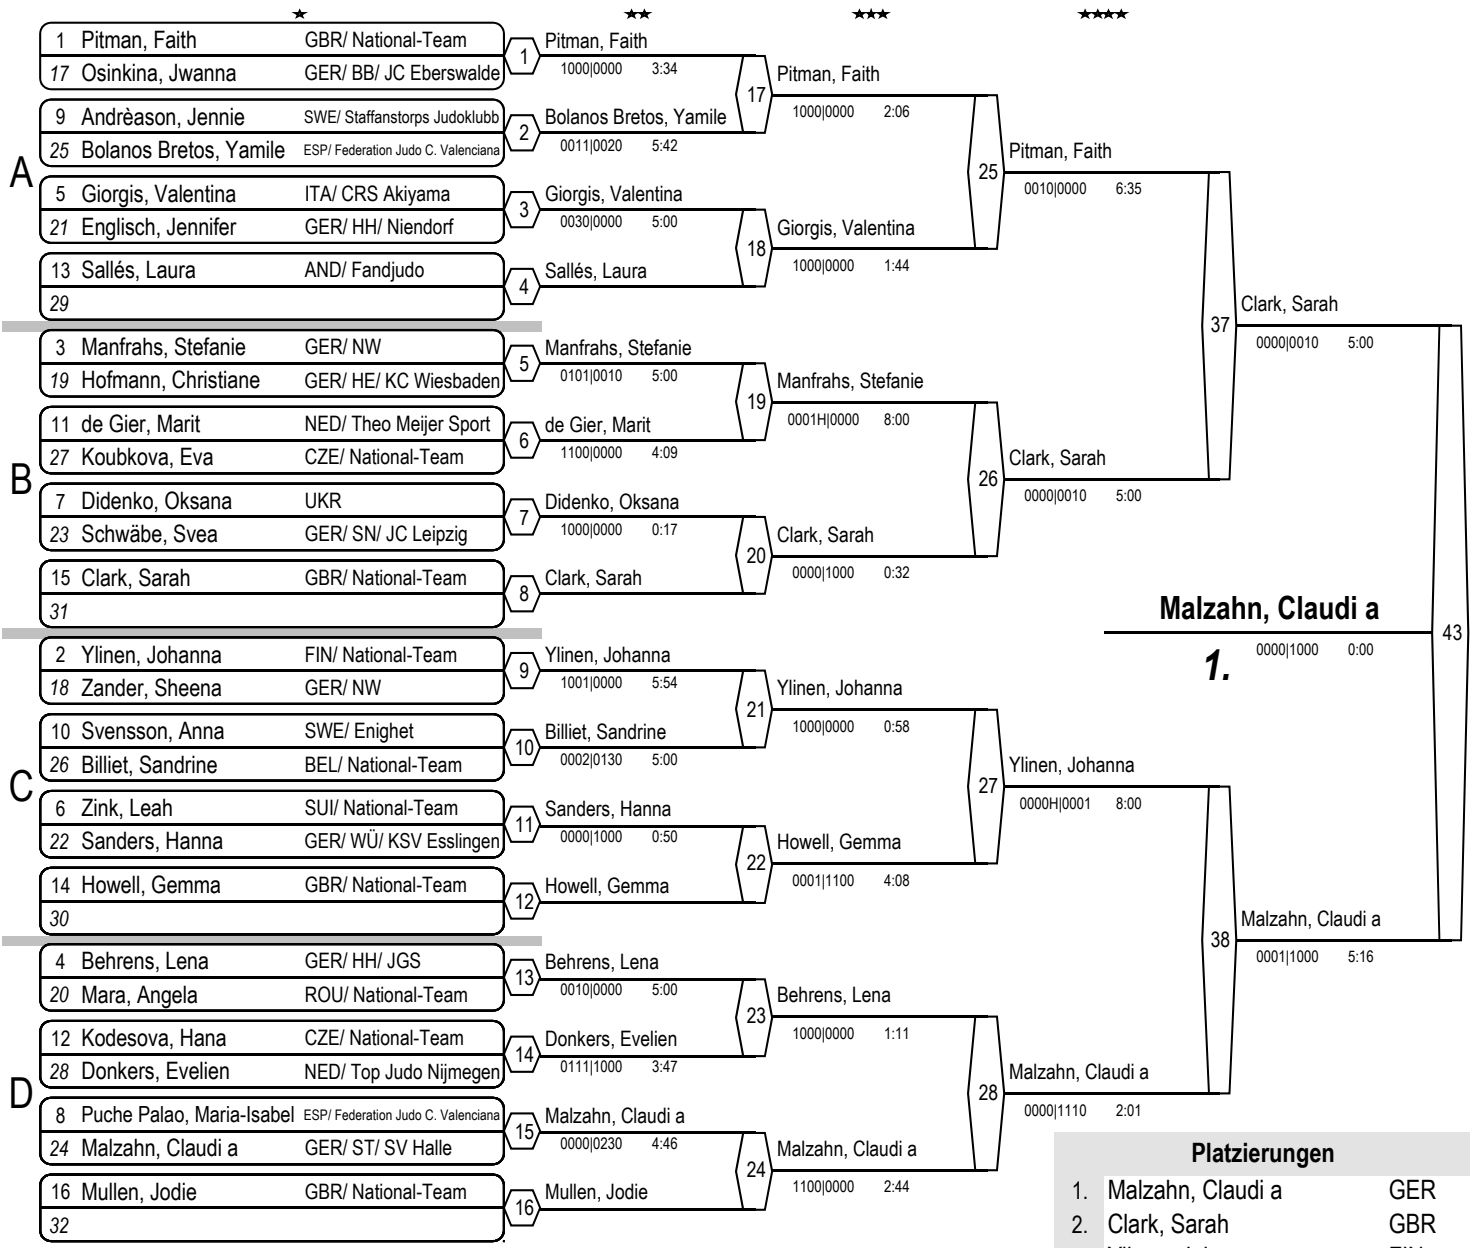 A
1 Pitman, Faith GBR/ National-Team
17 Osinkina, Jwanna GER/ BB/ JC Eberswalde
9 Andrèason, Jennie SWE/ Staffanstorps Judoklubb
25 Bolanos Bretos, Yamile ESP/ Federation Judo C. Valenciana
5 Giorgis, Valentina ITA/ CRS Akiyama
21 Englisch, Jennifer GER/ HH/ Niendorf
13 Sallés, Laura AND/ Fandjudo
29
B
3 Manfrahs, Stefanie GER/ NW
19 Hofmann, Christiane GER/ HE/ KC Wiesbaden
11 de Gier, Marit NED/ Theo Meijer Sport
27 Koubkova, Eva CZE/ National-Team
7 Didenko, Oksana UKR
23 Schwäbe, Svea GER/ SN/ JC Leipzig
15 Clark, Sarah GBR/ National-Team
31
C
2 Ylinen, Johanna FIN/ National-Team
18 Zander, Sheena GER/ NW
10 Svensson, Anna SWE/ Enighet
26 Billiet, Sandrine BEL/ National-Team
6 Zink, Leah SUI/ National-Team
22 Sanders, Hanna GER/ WÜ/ KSV Esslingen
14 Howell, Gemma GBR/ National-Team
30
D
4 Behrens, Lena GER/ HH/ JGS
20 Mara, Angela ROU/ National-Team
12 Kodesova, Hana CZE/ National-Team
28 Donkers, Evelien NED/ Top Judo Nijmegen
8 Puche Palao, Maria-Isabel ESP/ Federation Judo C. Valenciana
24 Malzahn, Claudi a GER/ ST/ SV Halle
16 Mullen, Jodie GBR/ National-Team
32
1 Pitman, Faith
1000|0000 3:34
2 Bolanos Bretos, Yamile
0011|0020 5:42
3 Giorgis, Valentina
0030|0000 5:00
4 Sallés, Laura
5 Manfrahs, Stefanie
0101|0010 5:00
6 de Gier, Marit
1100|0000 4:09
7 Didenko, Oksana
1000|0000 0:17
8 Clark, Sarah
9 Ylinen, Johanna
1001|0000 5:54
10 Billiet, Sandrine
0002|0130 5:00
11 Sanders, Hanna
0000|1000 0:50
12 Howell, Gemma
13 Behrens, Lena
0010|0000 5:00
14 Donkers, Evelien
0111|1000 3:47
15 Malzahn, Claudi a
0000|0230 4:46
16 Mullen, Jodie
17 Pitman, Faith
1000|0000 2:06
18 Giorgis, Valentina
1000|0000 1:44
19 Manfrahs, Stefanie
0001H|0000 8:00
20 Clark, Sarah
0000|1000 0:32
21 Ylinen, Johanna
1000|0000 0:58
22 Howell, Gemma
0001|1100 4:08
23 Behrens, Lena
1000|0000 1:11
24 Malzahn, Claudi a
1100|0000 2:44
25 Pitman, Faith
0010|0000 6:35
26 Clark, Sarah
0000|0010 5:00
27 Ylinen, Johanna
0000H|0001 8:00
28 Malzahn, Claudi a
0000|1110 2:01
37 Clark, Sarah
0000|0010 5:00
38 Malzahn, Claudi a
0001|1000 5:16
43 Malzahn, Claudi a
1. 0000|1000 0:00
Platzierungen
1. Malzahn, Claudi a GER
2. Clark, Sarah GBR